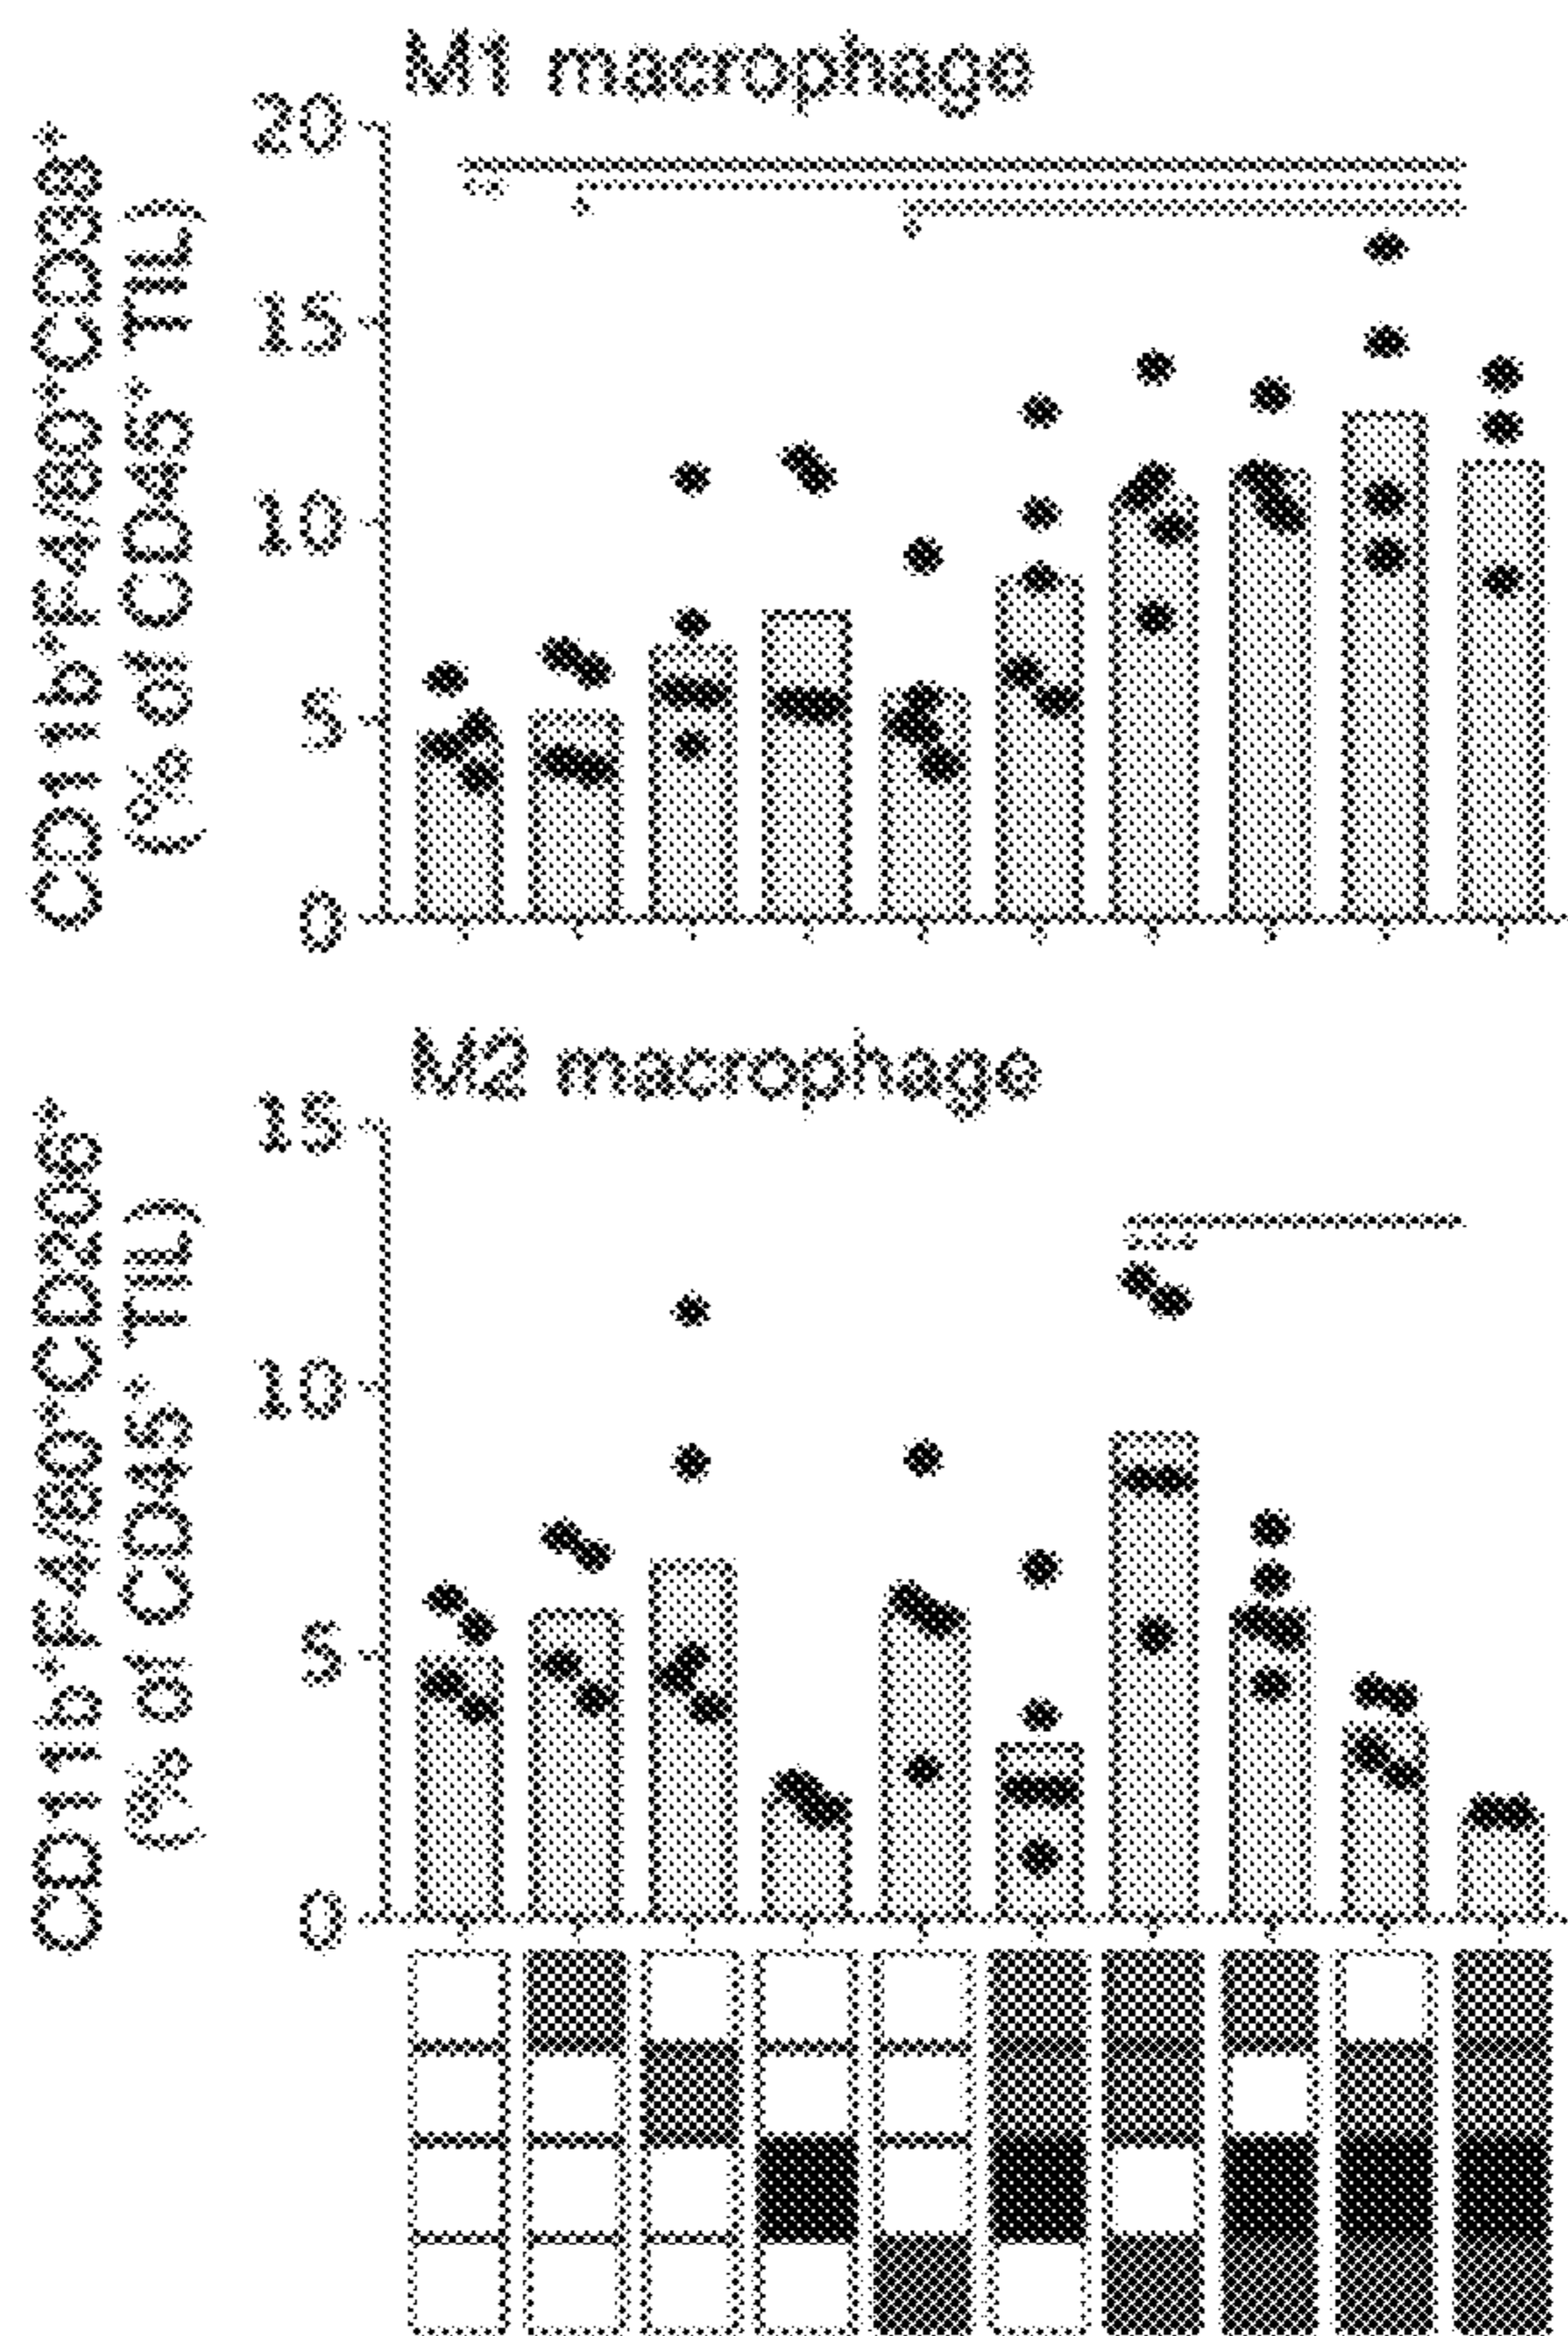 M1 macrophage
CD11b⁺F4/80⁺CD38⁺
(% of CD45⁺ TIL)
20
15
10
5
0
**
*
*
M2 macrophage
CD11b⁺F4/80⁺CD206⁺
(% of CD45⁺ TIL)
15
10
5
0
***